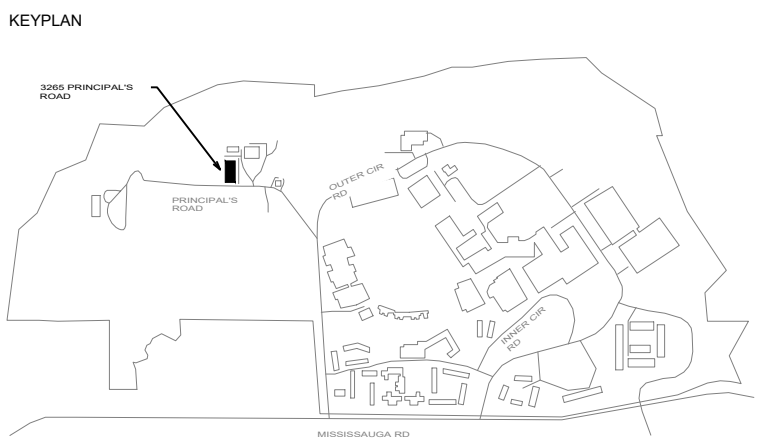 KEYPLAN
3265 PRINCIPAL'S
ROAD
OUTER CIR
RD
PRINCIPAL'S
ROAD
INNER CIR
RD
MISSISSAUGA RD